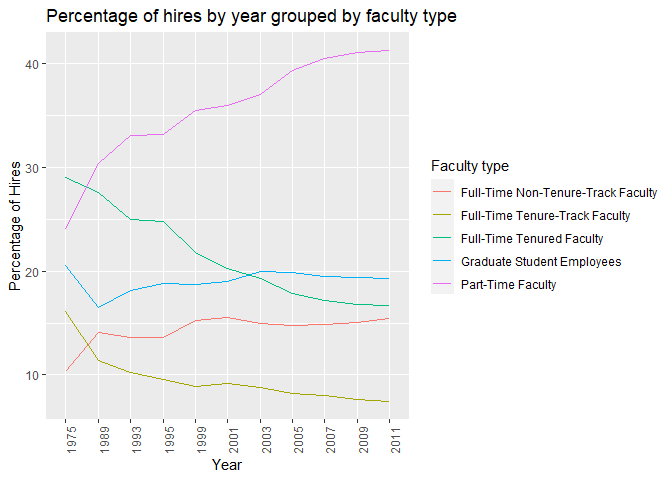 Percentage of hires by year grouped by faculty type
Percentage of Hires
40
30
20
10
1975
1989
1993
1995
1999
2001
2003
2005
2007
2009
2011
Year
Faculty type
Full-Time Non-Tenure-Track Faculty
Full-Time Tenure-Track Faculty
Full-Time Tenured Faculty
Graduate Student Employees
Part-Time Faculty